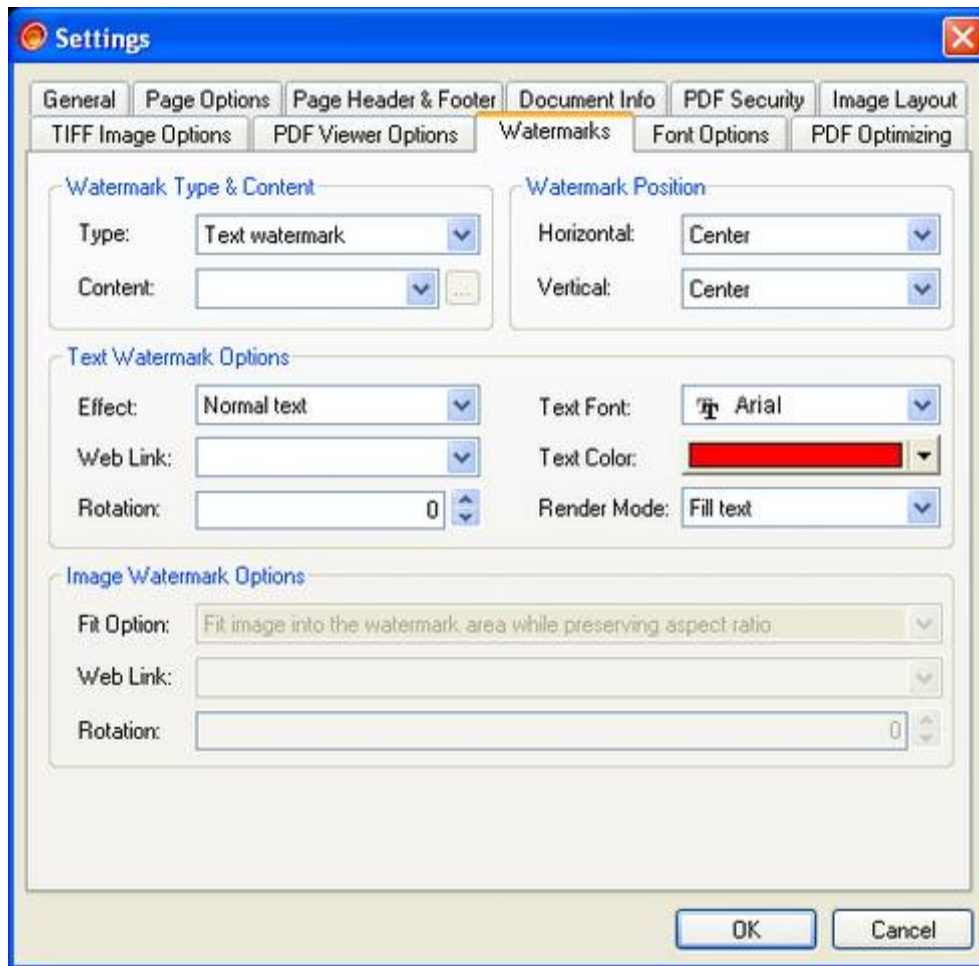 Settings
General Page Options Page Header & Footer Document Info PDF Security Image Layout
TIFF Image Options PDF Viewer Options Watermarks Font Options PDF Optimizing
Watermark Type & Content Watermark Position
Type: Text watermark Horizontal: Center
Content: ... Vertical: Center
Text Watermark Options
Effect: Normal text Text Font: Arial
Web Link: Text Color:
Rotation: 0 Render Mode: Fill text
Image Watermark Options
Fit Option: Fit image into the watermark area while preserving aspect ratio
Web Link:
Rotation: 0
OK Cancel